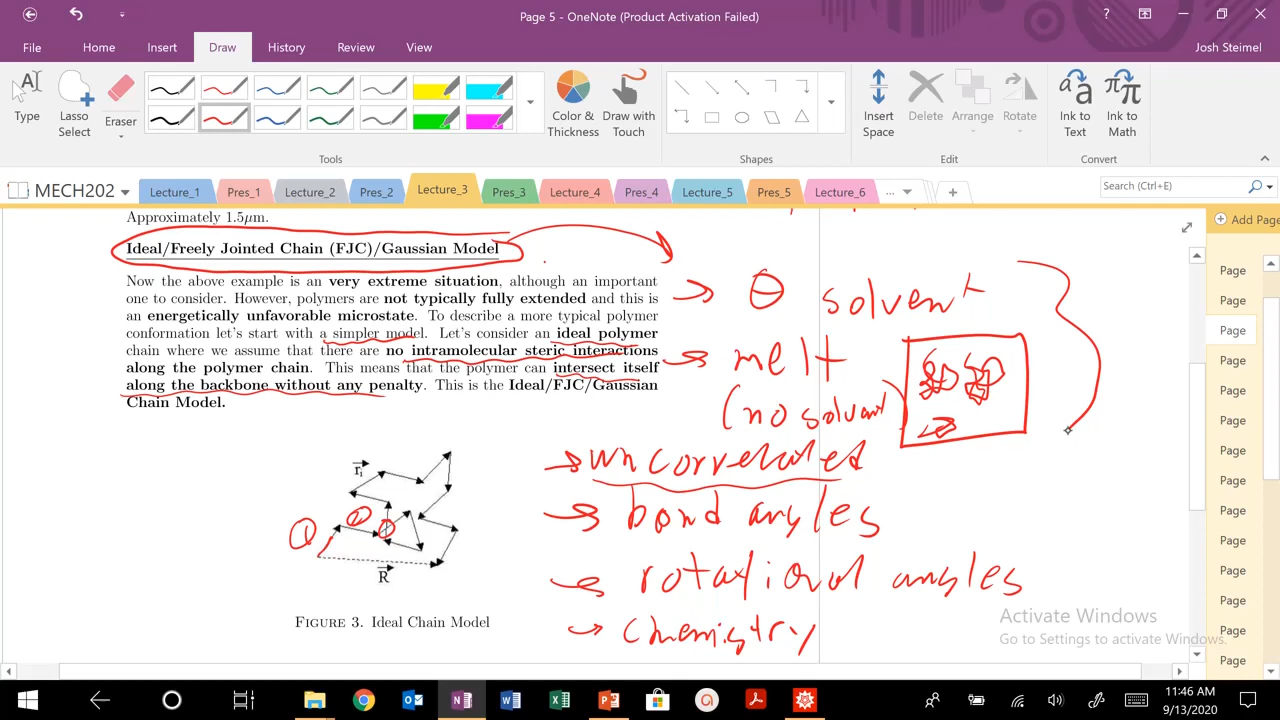 Page 5 - OneNote (Product Activation Failed)
File Home Insert Draw History Review View Josh Steimel
Type Lasso Select Eraser Color & Thickness Draw with Touch Insert Space Delete Arrange Rotate Ink to Text Ink to Math
Tools Shapes Edit Convert
MECH202 Lecture_1 Pres_1 Lecture_2 Pres_2 Lecture_3 Pres_3 Lecture_4 Pres_4 Lecture_5 Pres_5 Lecture_6 ... Search (Ctrl+E)
Add Page
Approximately 1.5μm.
Ideal/Freely Jointed Chain (FJC)/Gaussian Model
Now the above example is an very extreme situation, although an important
one to consider. However, polymers are not typically fully extended and this is
an energetically unfavorable microstate. To describe a more typical polymer
conformation let's start with a simpler model. Let's consider an ideal polymer
chain where we assume that there are no intramolecular steric interactions
along the polymer chain. This means that the polymer can intersect itself
along the backbone without any penalty. This is the Ideal/FJC/Gaussian
Chain Model.
→ θ solvent
→ melt
(no solvent)
→ uncorrelated
→ bond angles
→ rotational angles
→ chemistry
r⃗i
① ②
R⃗
FIGURE 3. Ideal Chain Model
Page
Page
Page
Page
Page
Page
Page
Page
Page
Page
Page
Page
Page
Page
Activate Windows
Go to Settings to activate Windows.
11:46 AM
9/13/2020